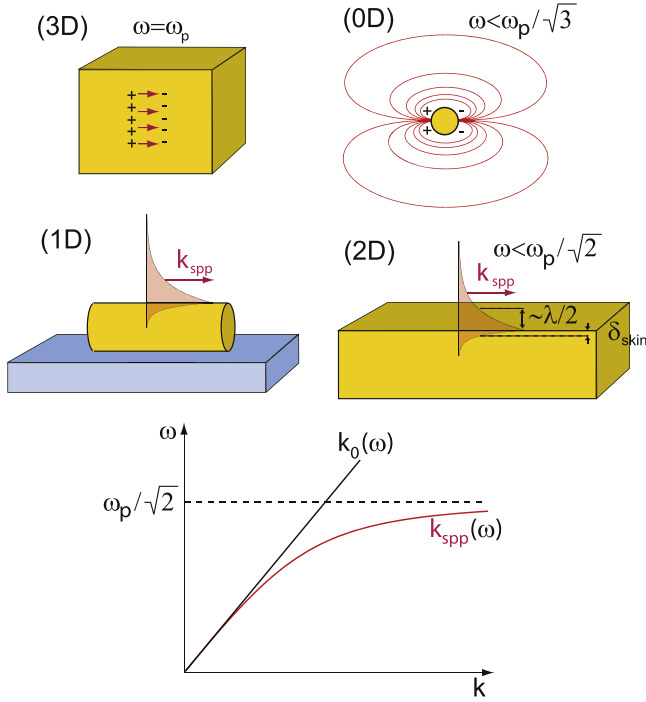 (3D) ω=ωp
+ -
+ -
+ -
+ -
+ -
(0D) ω<ωp/√3
+ -
+ -
(1D)
kspp
(2D) ω<ωp/√2
kspp
~λ/2
δskin
ω
k0(ω)
ωp/√2
kspp(ω)
k